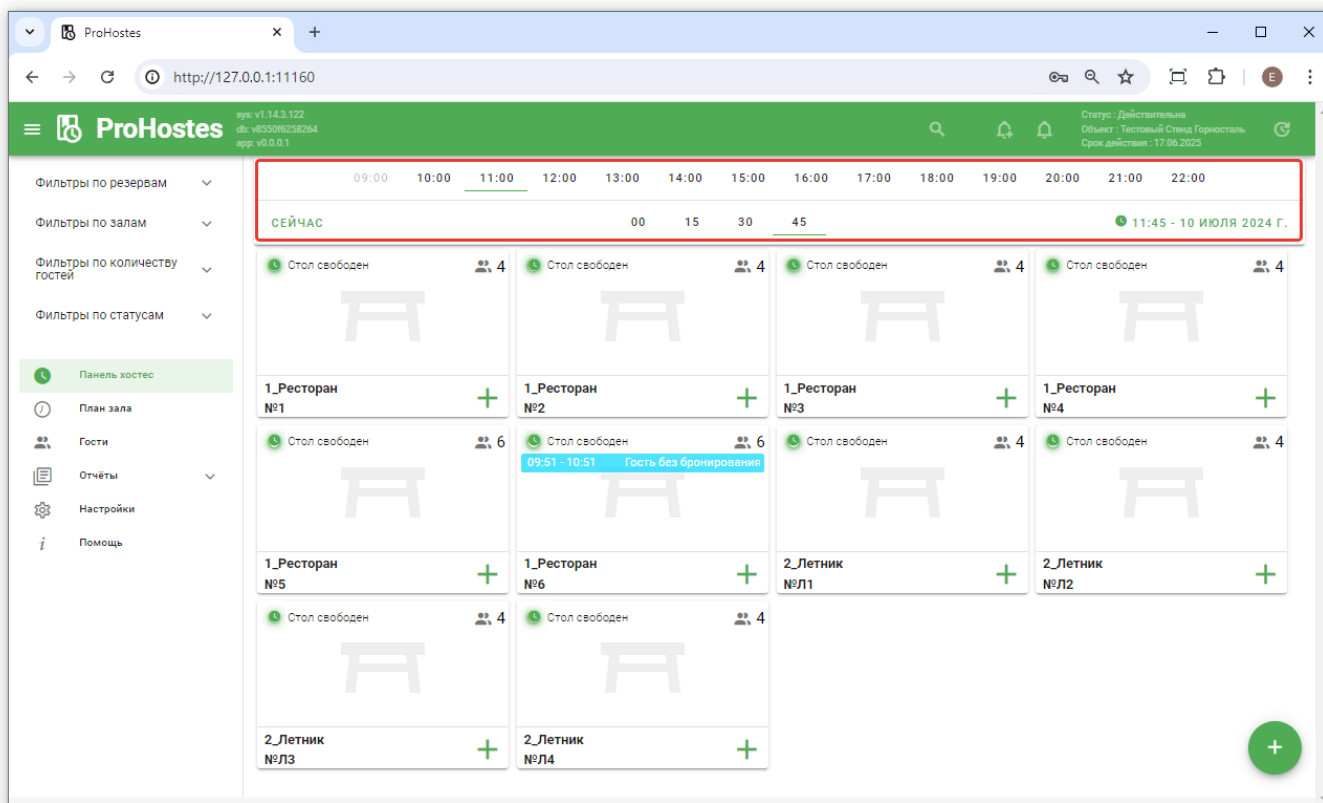 ProHostes
http://127.0.0.1:11160
E
ProHostes
sys: v1.14.3.122
db: v8550f6258264
app: v0.0.0.1
Статус : Действительна
Объект : Тестовый Стенд Горносталь
Срок действия : 17.06.2025
Фильтры по резервам
Фильтры по залам
Фильтры по количеству
гостей
Фильтры по статусам
Панель хостес
План зала
Гости
Отчёты
Настройки
i Помощь
09:00 10:00 11:00 12:00 13:00 14:00 15:00 16:00 17:00 18:00 19:00 20:00 21:00 22:00
СЕЙЧАС 00 15 30 45 11:45 - 10 ИЮЛЯ 2024 Г.
Стол свободен 4 Стол свободен 4 Стол свободен 4 Стол свободен 4
1_Ресторан 1_Ресторан 1_Ресторан 1_Ресторан
№1 №2 №3 №4
Стол свободен 6 Стол свободен 6 Стол свободен 4 Стол свободен 4
09:51 - 10:51 Гость без бронирования
1_Ресторан 1_Ресторан 2_Летник 2_Летник
№5 №6 №Л1 №Л2
Стол свободен 4 Стол свободен 4
2_Летник 2_Летник
№Л3 №Л4